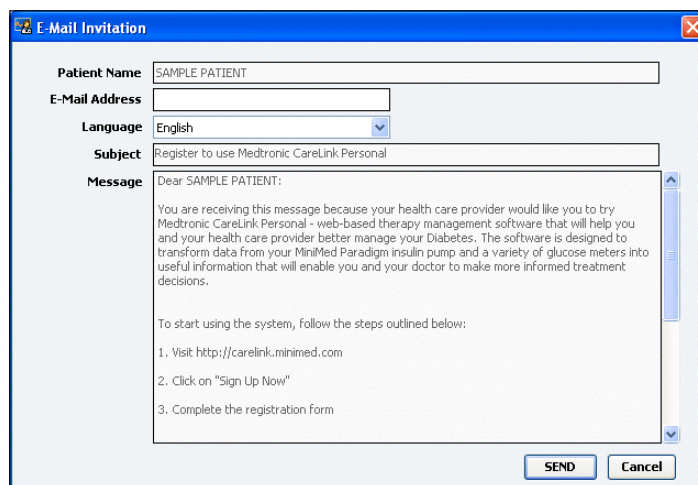 E-Mail Invitation
Patient Name SAMPLE PATIENT
E-Mail Address
Language English
Subject Register to use Medtronic CareLink Personal
Message Dear SAMPLE PATIENT:
You are receiving this message because your health care provider would like you to try
Medtronic CareLink Personal - web-based therapy management software that will help you
and your health care provider better manage your Diabetes. The software is designed to
transform data from your MiniMed Paradigm insulin pump and a variety of glucose meters into
useful information that will enable you and your doctor to make more informed treatment
decisions.
To start using the system, follow the steps outlined below:
1. Visit http://carelink.minimed.com
2. Click on "Sign Up Now"
3. Complete the registration form
SEND Cancel